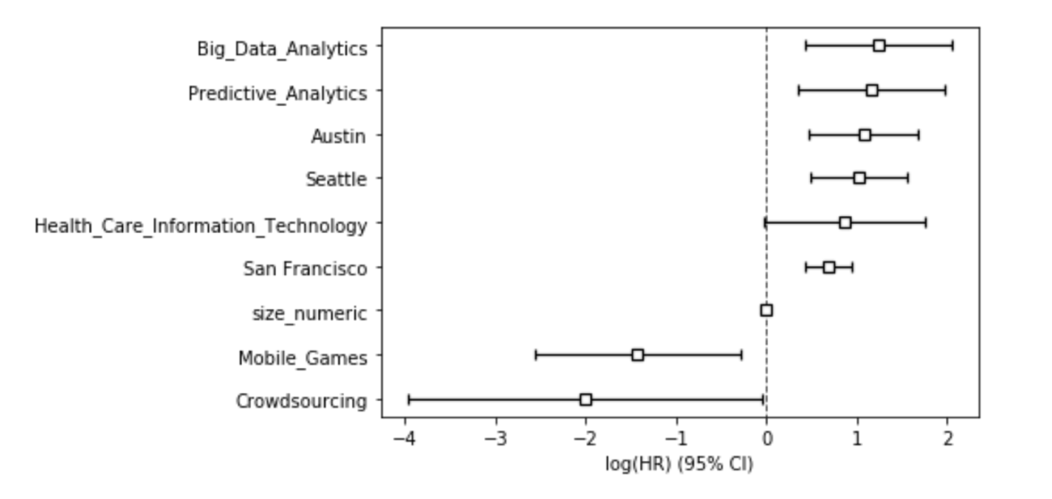 Big_Data_Analytics
Predictive_Analytics
Austin
Seattle
Health_Care_Information_Technology
San Francisco
size_numeric
Mobile_Games
Crowdsourcing
−4 −3 −2 −1 0 1 2
log(HR) (95% CI)